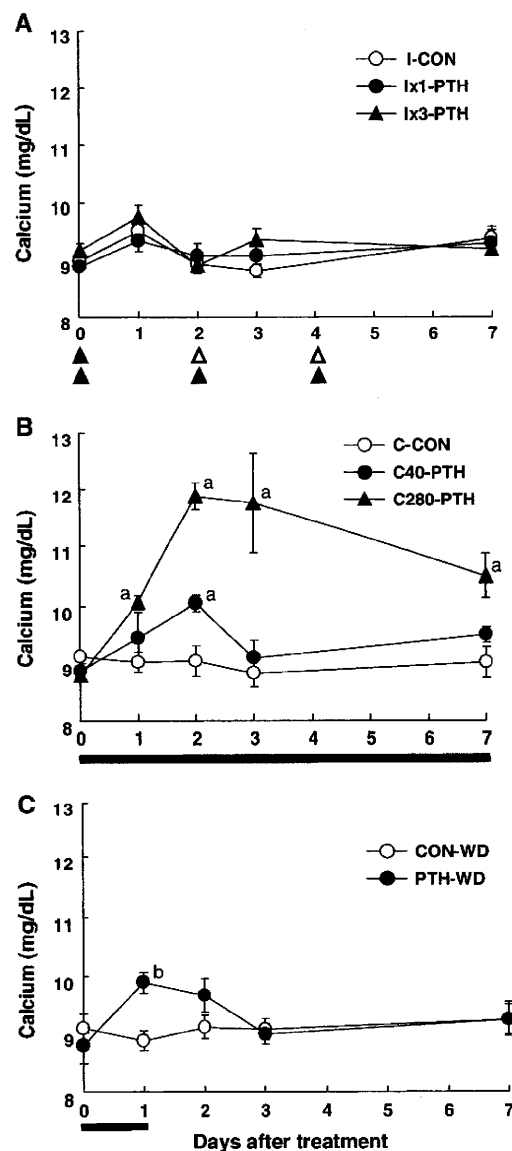 A
13
12
11
10
9
8
Calcium (mg/dL)
I-CON
Ix1-PTH
Ix3-PTH
0 1 2 3 4 5 6 7
B
13
12
11
10
9
8
Calcium (mg/dL)
C-CON
C40-PTH
C280-PTH
a
a
a
a
a
0 1 2 3 4 5 6 7
C
13
12
11
10
9
8
Calcium (mg/dL)
CON-WD
PTH-WD
b
0 1 2 3 4 5 6 7
Days after treatment